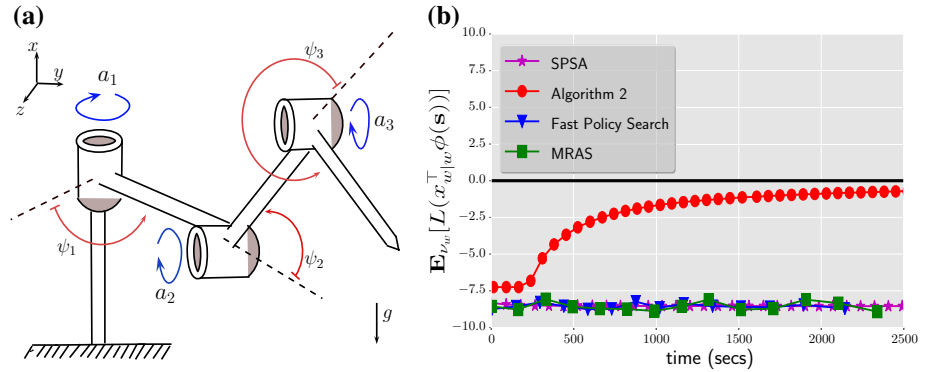 (a)
x
y
z
a₁
ψ₃
a₃
ψ₁
a₂
ψ₂
g
(b)
10.0
7.5
5.0
2.5
0.0
−2.5
−5.0
−7.5
−10.0
E_{ν_w}[L(x^⊤_{w|w}ϕ(s))]
SPSA
Algorithm 2
Fast Policy Search
MRAS
0 500 1000 1500 2000 2500
time (secs)